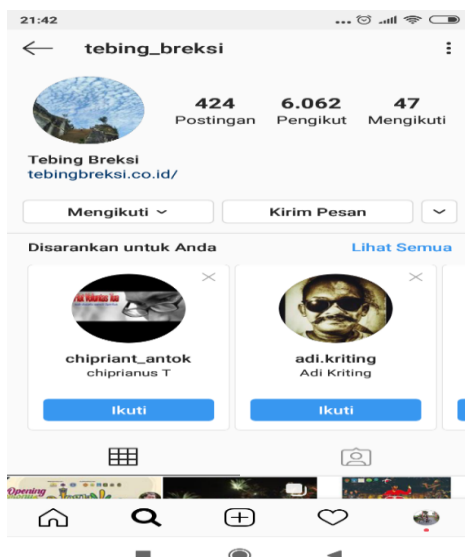 21:42
tebing_breksi
424 6.062 47
Postingan Pengikut Mengikuti
Tebing Breksi
tebingbreksi.co.id/
Mengikuti Kirim Pesan
Disarankan untuk Anda Lihat Semua
chipriant_antok
chiprianus T
Ikuti
adi.kriting
Adi Kriting
Ikuti
Opening